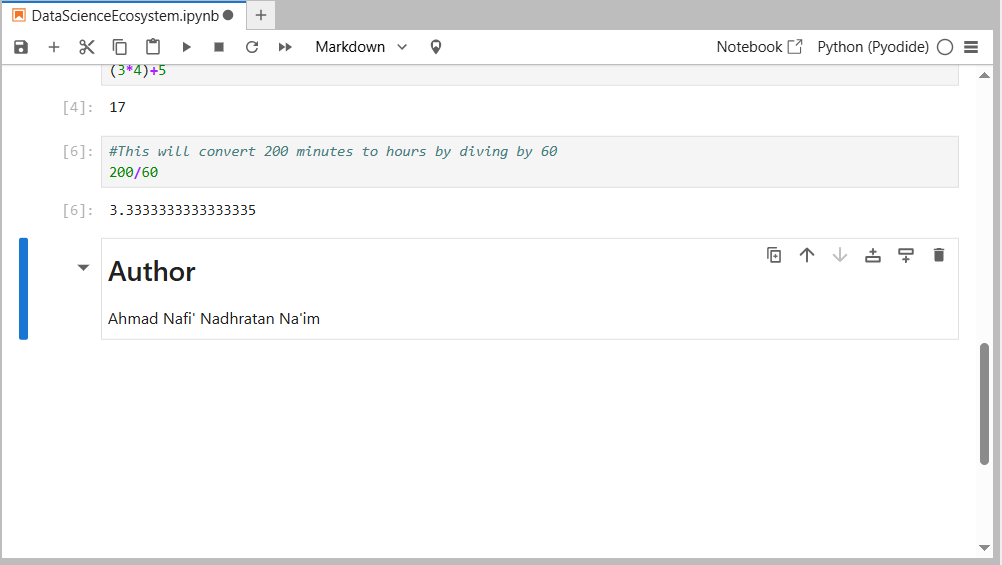 DataScienceEcosystem.ipynb
Markdown
Notebook
Python (Pyodide)
(3*4)+5
[4]:
17
[6]:
#This will convert 200 minutes to hours by diving by 60
200/60
[6]:
3.3333333333333335
Author
Ahmad Nafi' Nadhratan Na'im